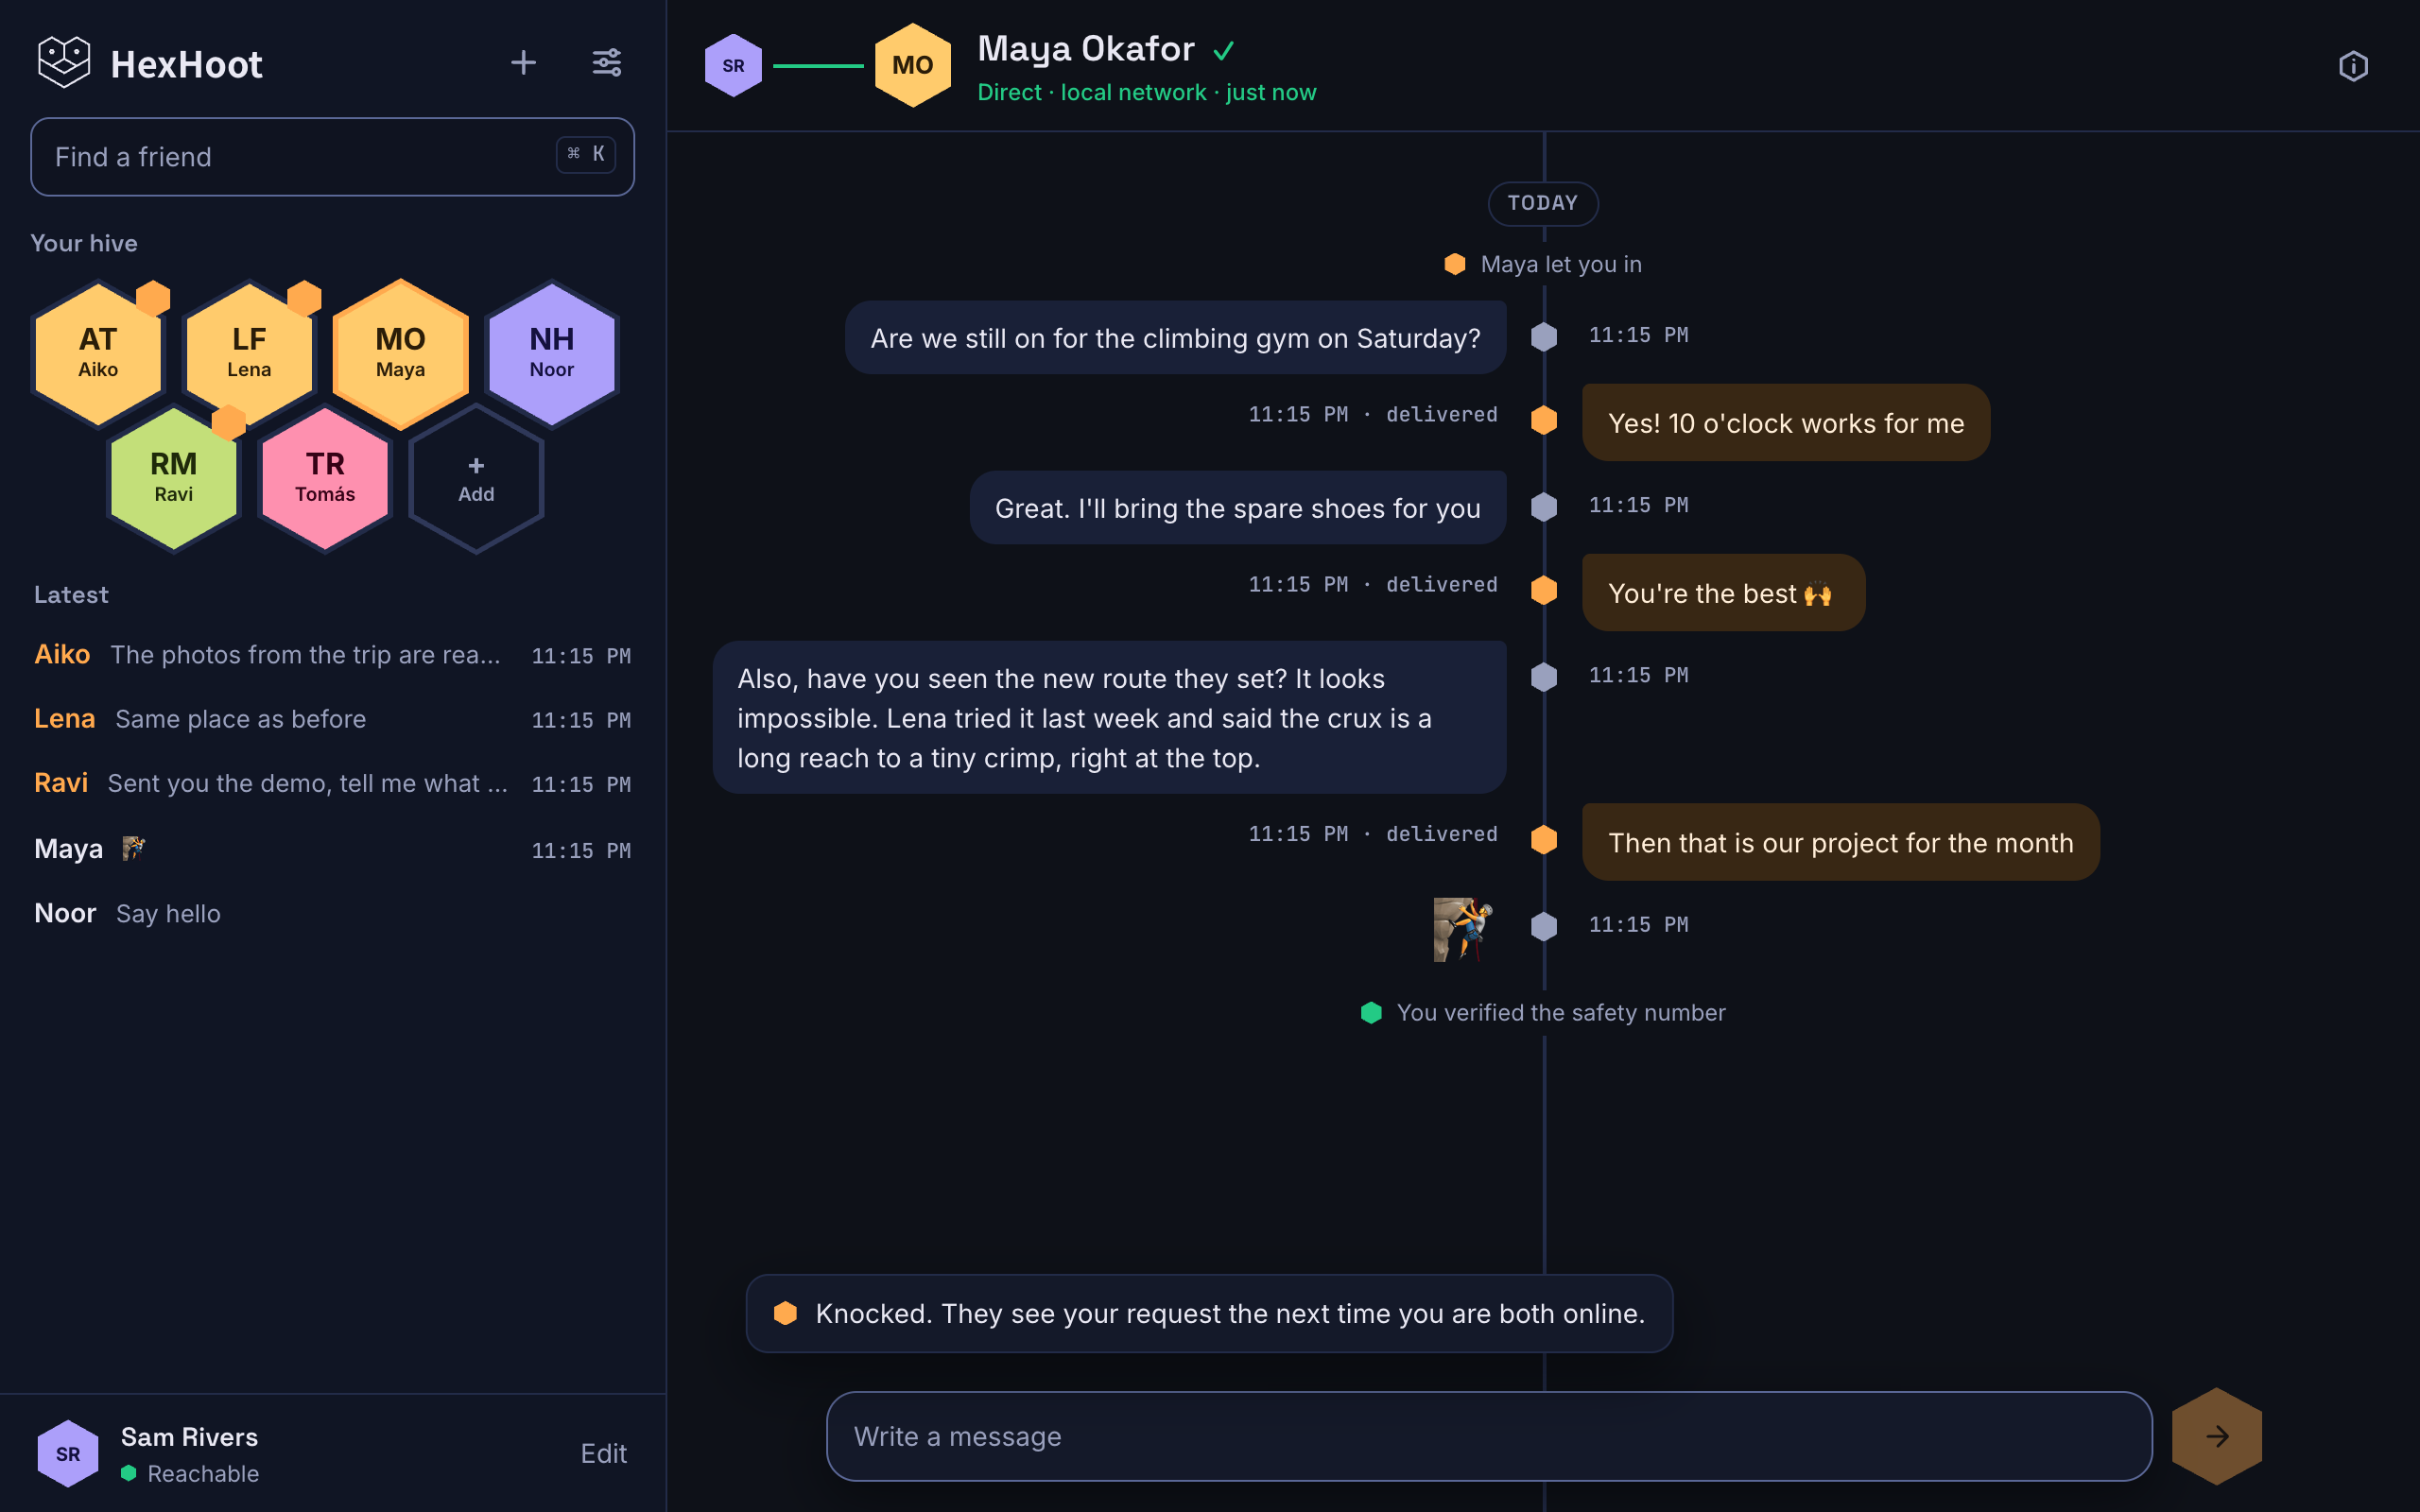 HexHoot
Find a friend
⌘ K
Your hive
AT
Aiko
LF
Lena
MO
Maya
NH
Noor
RM
Ravi
TR
Tomás
+
Add
Latest
Aiko The photos from the trip are rea... 11:15 PM
Lena Same place as before 11:15 PM
Ravi Sent you the demo, tell me what ... 11:15 PM
Maya 🧗 11:15 PM
Noor Say hello
SR
Sam Rivers
Reachable
Edit
SR
MO
Maya Okafor ✓
Direct · local network · just now
TODAY
Maya let you in
Are we still on for the climbing gym on Saturday?
11:15 PM
11:15 PM · delivered
Yes! 10 o'clock works for me
Great. I'll bring the spare shoes for you
11:15 PM
11:15 PM · delivered
You're the best 🙌
Also, have you seen the new route they set? It looks
impossible. Lena tried it last week and said the crux is a
long reach to a tiny crimp, right at the top.
11:15 PM
11:15 PM · delivered
Then that is our project for the month
🧗
11:15 PM
You verified the safety number
Knocked. They see your request the next time you are both online.
Write a message